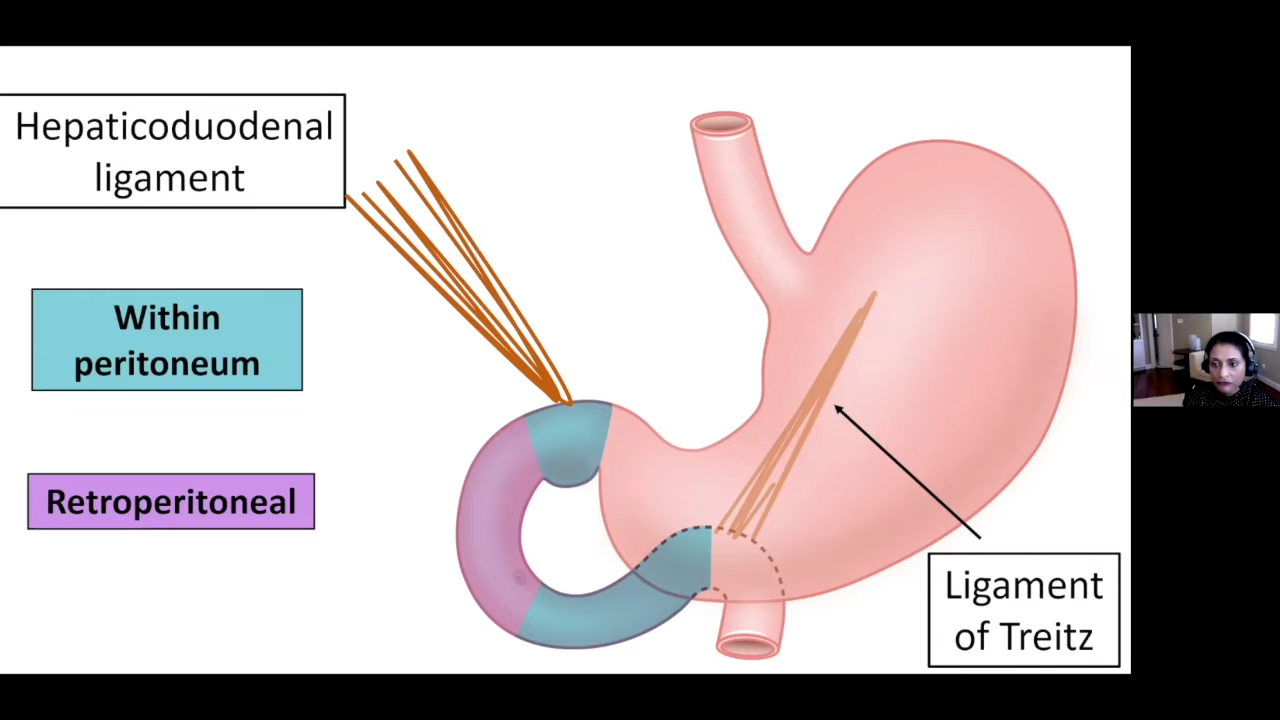 Hepaticoduodenal
ligament
Within
peritoneum
Retroperitoneal
Ligament
of Treitz